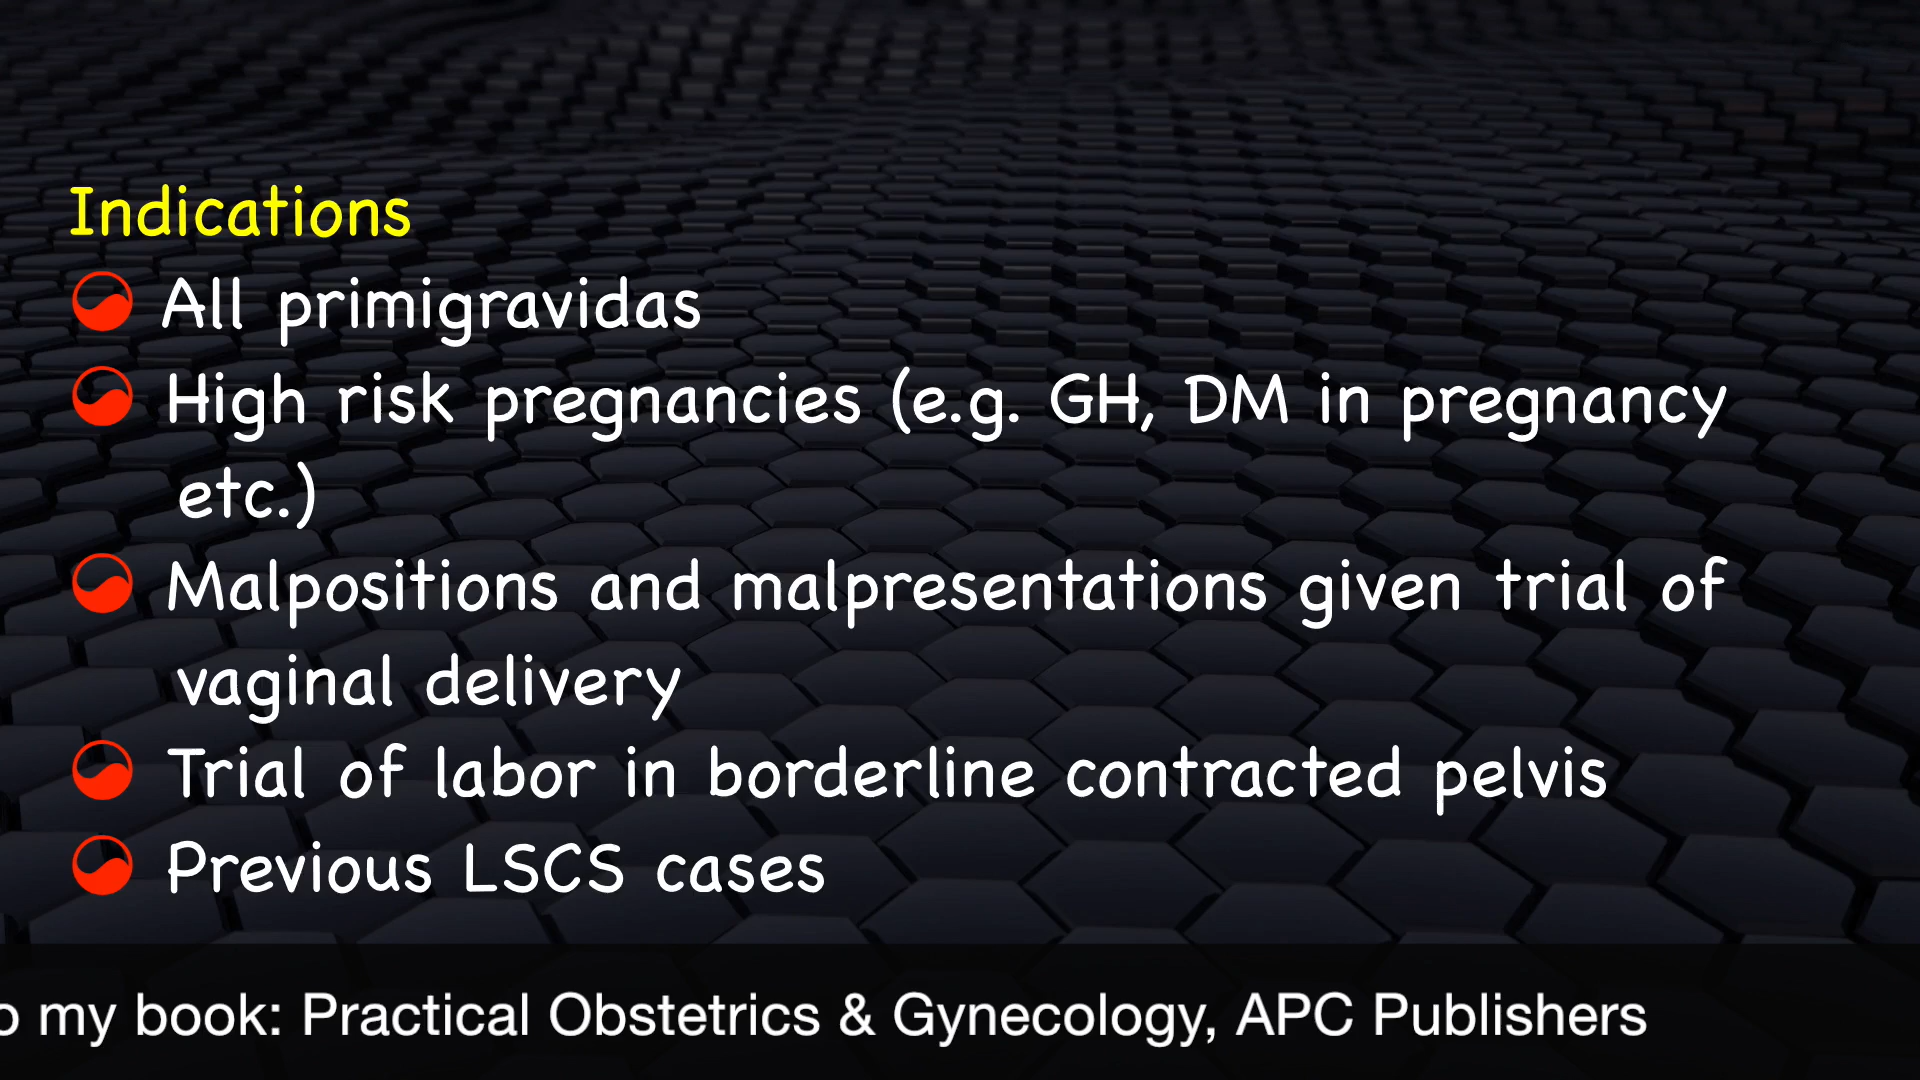 Indications
All primigravidas
High risk pregnancies (e.g. GH, DM in pregnancy
etc.)
Malpositions and malpresentations given trial of
vaginal delivery
Trial of labor in borderline contracted pelvis
Previous LSCS cases
my book: Practical Obstetrics & Gynecology, APC Publishers